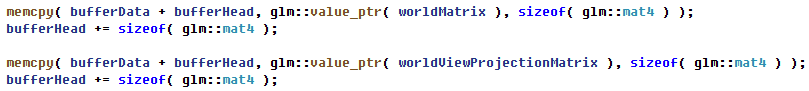 memcpy( bufferData + bufferHead, glm::value_ptr( worldMatrix ), sizeof( glm::mat4 ) );
bufferHead += sizeof( glm::mat4 );
memcpy( bufferData + bufferHead, glm::value_ptr( worldViewProjectionMatrix ), sizeof( glm::mat4 ) );
bufferHead += sizeof( glm::mat4 );